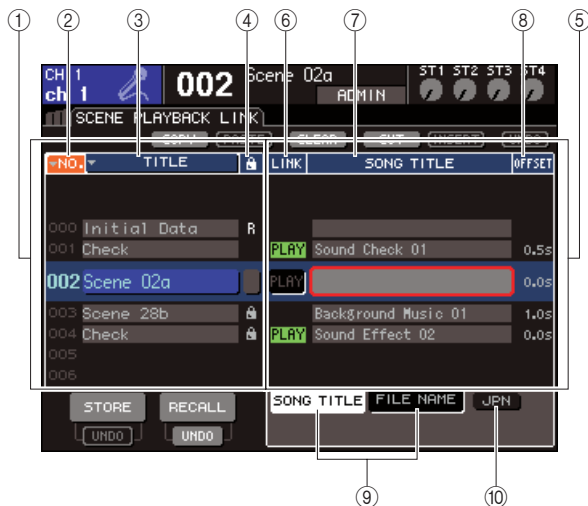 ① ② ③ ④ ⑥ ⑦ ⑧ ⑤
CH 1
ch 1
002
Scene 02a
ADMIN
ST1 ST2 ST3 ST4
SCENE PLAYBACK LINK
COPY PASTE CLEAR CUT INSERT UNDO
NO. TITLE LINK SONG TITLE OFFSET
000 Initial Data R
001 Check PLAY Sound Check 01 0.5s
002 Scene 02a PLAY 0.0s
003 Scene 28b Background Music 01 1.0s
004 Check PLAY Sound Effect 02 0.0s
005
006
STORE RECALL SONG TITLE FILE NAME JPN
UNDO UNDO
⑨ ⑩